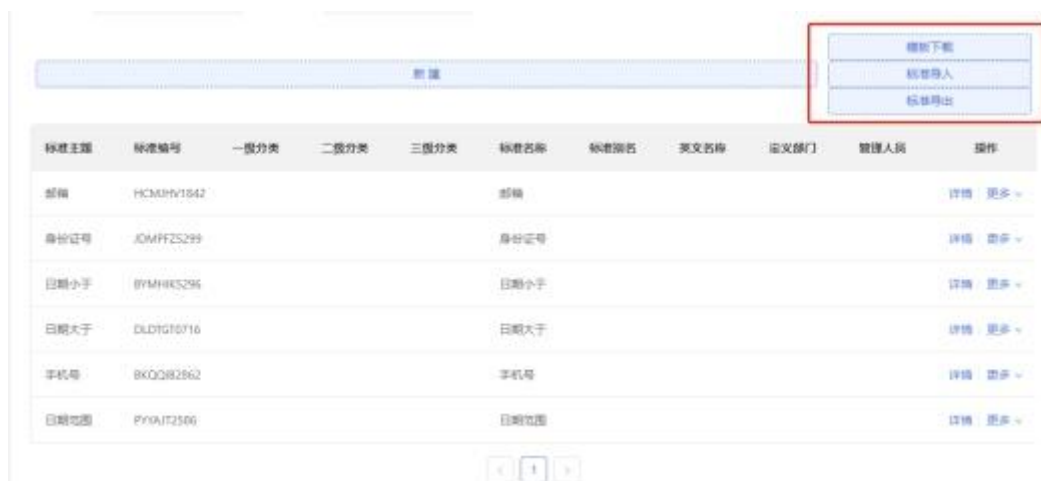 模板下载
新建
标准导入
标准导出
标准主题 标准编号 一级分类 二级分类 三级分类 标准名称 标准别名 英文名称 定义部门 管理人员 操作
邮箱 邮箱 详情 更多
身份证号 身份证号 详情 更多
日期小于 日期小于 详情 更多
日期大于 DLDTGT0716 日期大于 详情 更多
手机号 手机号 详情 更多
日期范围 日期范围 详情 更多
1